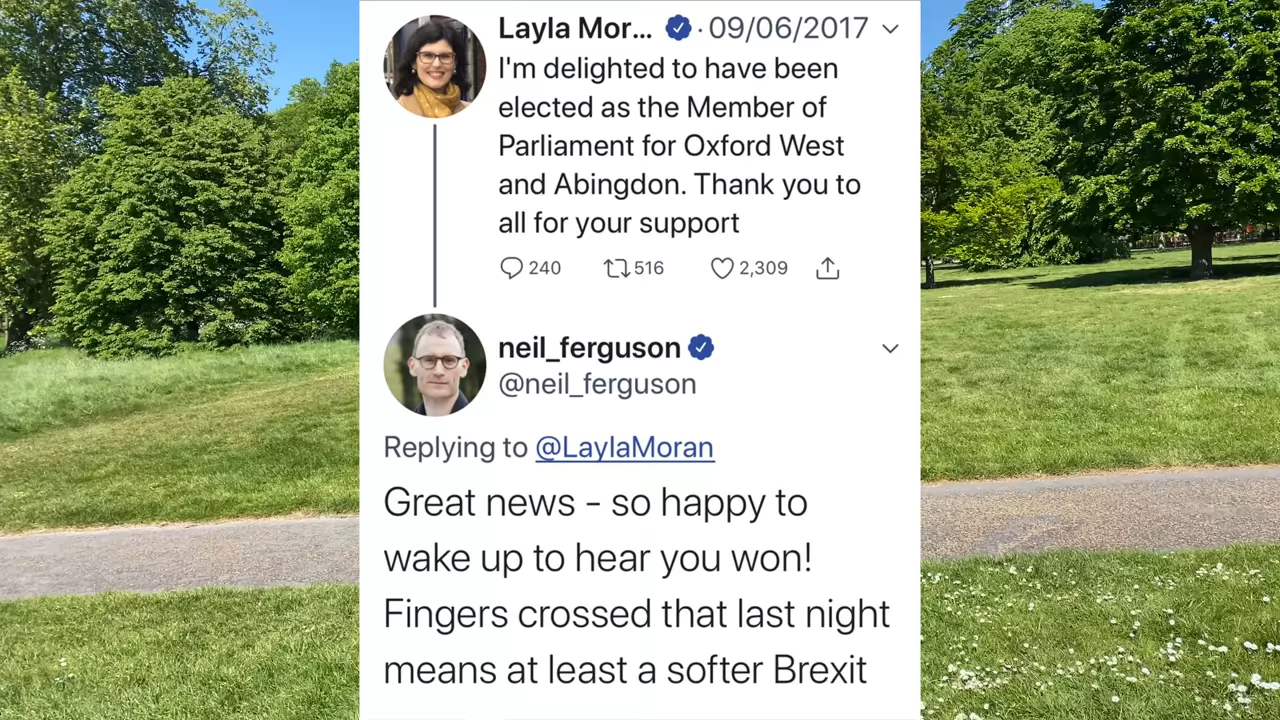 Layla Mor... · 09/06/2017
I'm delighted to have been
elected as the Member of
Parliament for Oxford West
and Abingdon. Thank you to
all for your support
240 516 2,309
neil_ferguson
@neil_ferguson
Replying to @LaylaMoran
Great news - so happy to
wake up to hear you won!
Fingers crossed that last night
means at least a softer Brexit